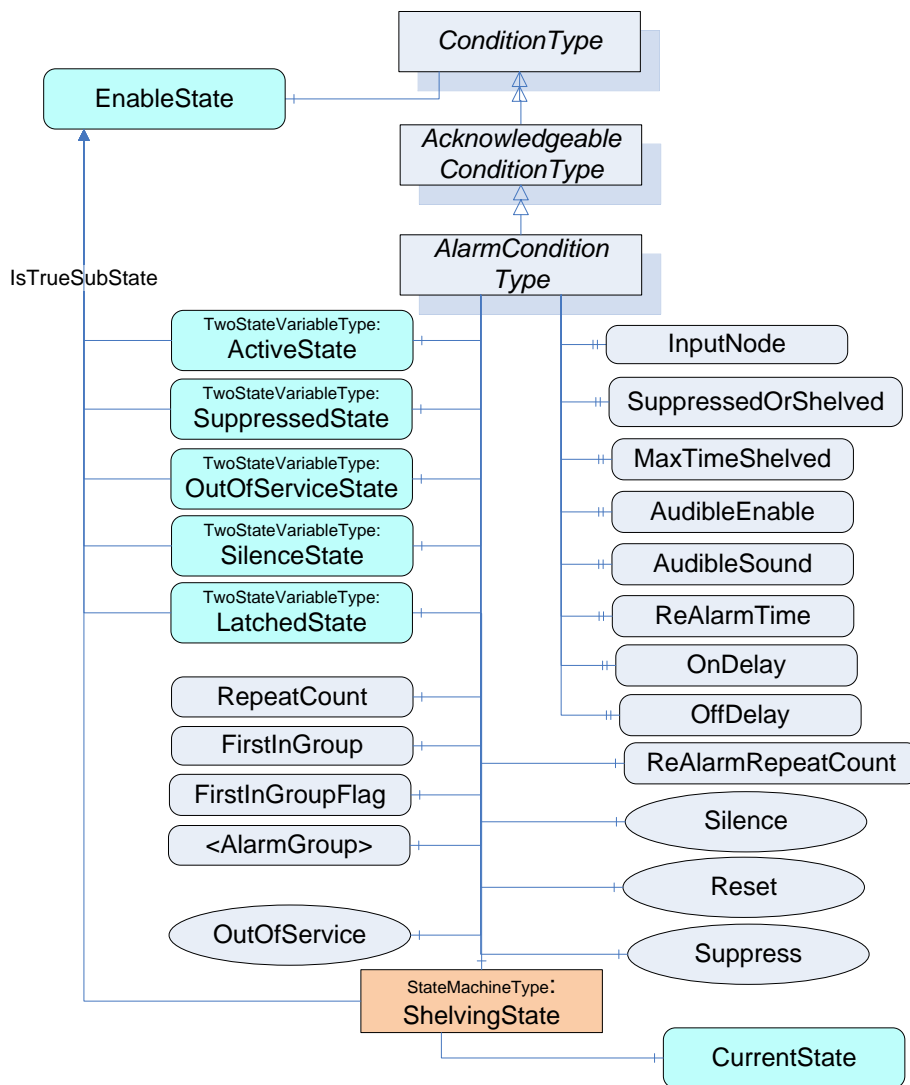 ConditionType
EnableState
Acknowledgeable
ConditionType
AlarmCondition
Type
IsTrueSubState
TwoStateVariableType:
ActiveState
TwoStateVariableType:
SuppressedState
TwoStateVariableType:
OutOfServiceState
TwoStateVariableType:
SilenceState
TwoStateVariableType:
LatchedState
RepeatCount
FirstInGroup
FirstInGroupFlag
<AlarmGroup>
OutOfService
InputNode
SuppressedOrShelved
MaxTimeShelved
AudibleEnable
AudibleSound
ReAlarmTime
OnDelay
OffDelay
ReAlarmRepeatCount
Silence
Reset
Suppress
StateMachineType:
ShelvingState
CurrentState